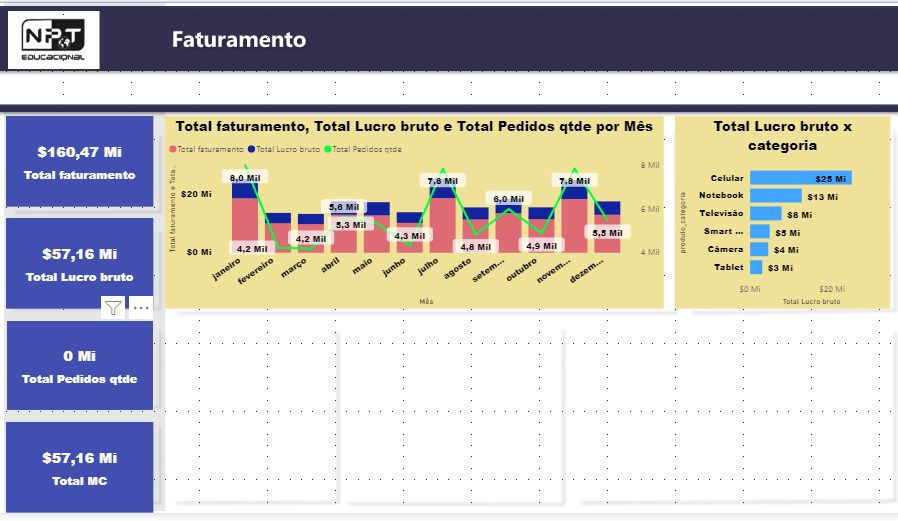 NPT
EDUCACIONAL
Faturamento
$160,47 Mi
Total faturamento
$57,16 Mi
Total Lucro bruto
0 Mi
Total Pedidos qtde
$57,16 Mi
Total MC
Total faturamento, Total Lucro bruto e Total Pedidos qtde por Mês
Total faturamento Total Lucro bruto Total Pedidos qtde
Total faturamento e Tota...
$20 Mi
$0 Mi
8 Mil
6 Mil
4 Mil
8,0 Mil
4,2 Mil
4,2 Mil
5,6 Mil
5,3 Mil
4,3 Mil
7,8 Mil
4,8 Mil
6,0 Mil
4,9 Mil
7,8 Mil
5,5 Mil
janeiro
fevereiro
março
abril
maio
junho
julho
agosto
setem...
outubro
novem...
dezem...
Mês
Total Lucro bruto x
categoria
produto_categoria
Celular $25 Mi
Notebook $13 Mi
Televisão $8 Mi
Smart ... $5 Mi
Câmera $4 Mi
Tablet $3 Mi
$0 Mi $20 Mi
Total Lucro bruto